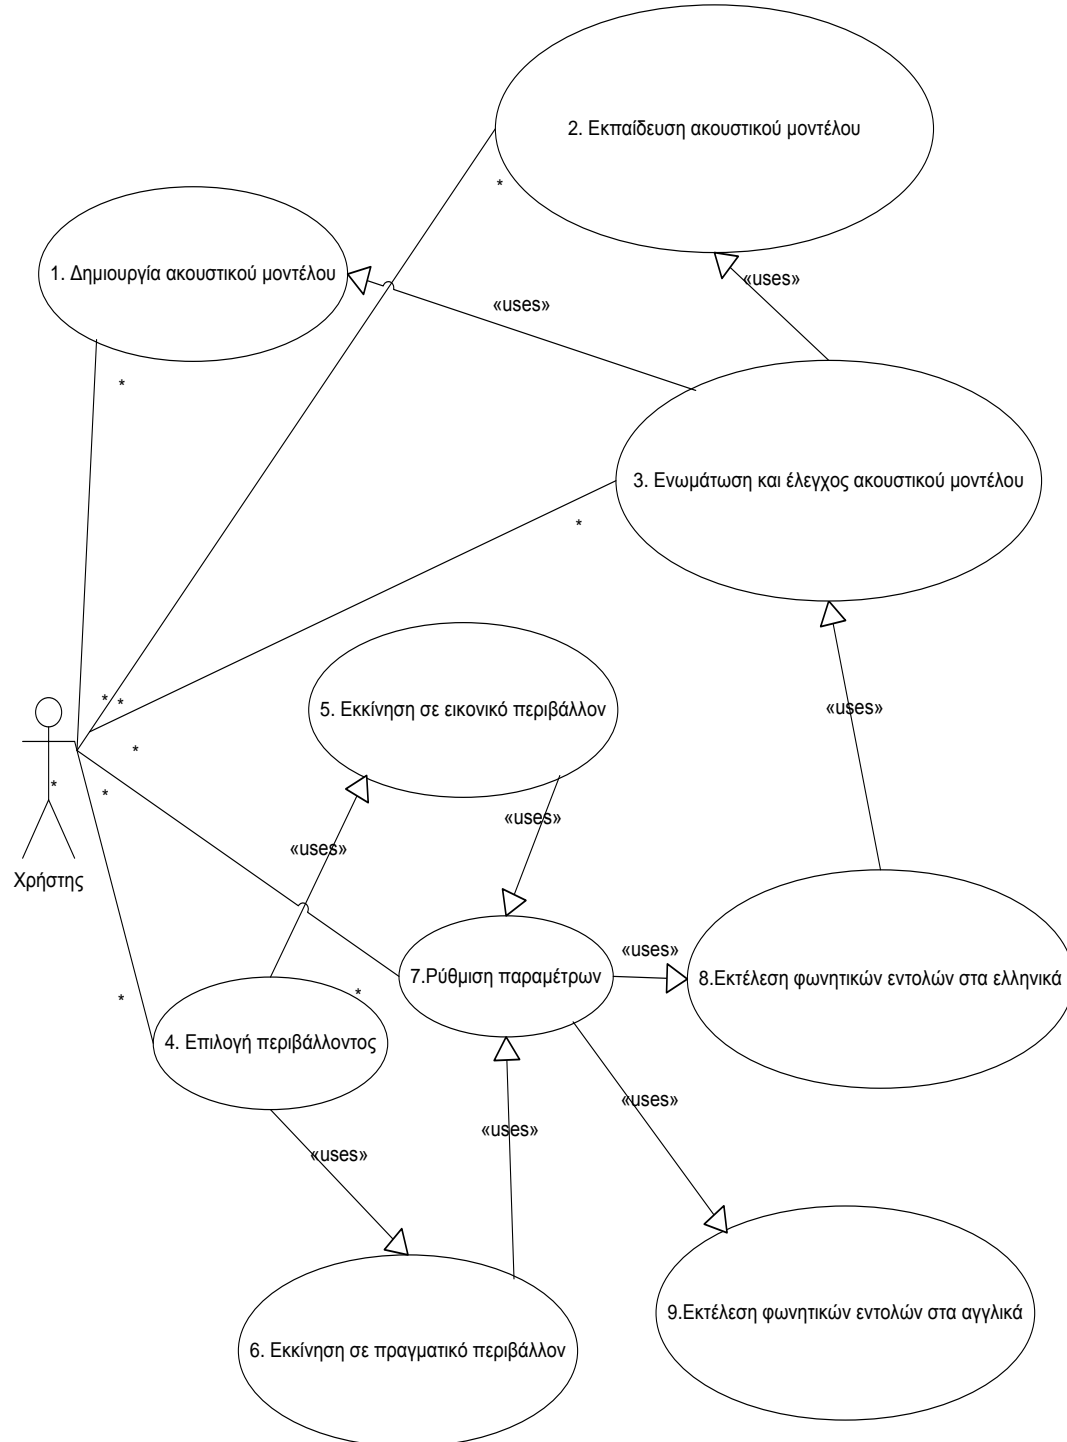 2. Εκπαίδευση ακουστικού μοντέλου
*
1. Δημιουργία ακουστικού μοντέλου
«uses»
«uses»
*
3. Ενωμάτωση και έλεγχος ακουστικού μοντέλου
*
5. Εκκίνηση σε εικονικό περιβάλλον
* *
«uses»
*
*
*
«uses»
«uses»
Χρήστης
«uses»
7.Ρύθμιση παραμέτρων
8.Εκτέλεση φωνητικών εντολών στα ελληνικά
*
*
4. Επιλογή περιβάλλοντος
«uses»
«uses»
«uses»
9.Εκτέλεση φωνητικών εντολών στα αγγλικά
6. Εκκίνηση σε πραγματικό περιβάλλον